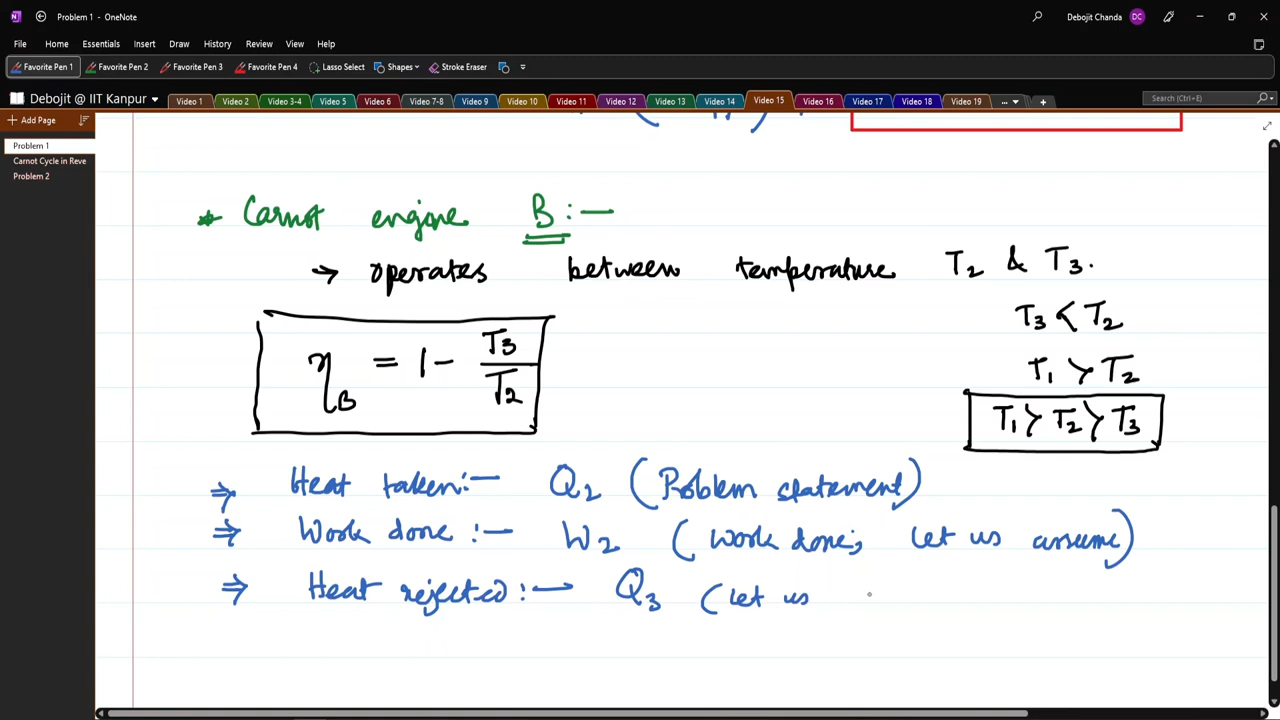 Problem 1 - OneNote
Debojit Chanda DC
File Home Essentials Insert Draw History Review View Help
Favorite Pen 1 Favorite Pen 2 Favorite Pen 3 Favorite Pen 4 Lasso Select Shapes Stroke Eraser
Debojit @ IIT Kanpur Video 1 Video 2 Video 3-4 Video 5 Video 6 Video 7-8 Video 9 Video 10 Video 11 Video 12 Video 13 Video 14 Video 15 Video 16 Video 17 Video 18 Video 19 ... + Search (Ctrl+E)
+ Add Page
Problem 1
Carnot Cycle in Reve
Problem 2
* Carnot engine B :—
→ operates between temperature T₂ & T₃.
T₃ < T₂
η_B = 1 - T₃/T₂
T₁ > T₂
T₁ > T₂ > T₃
⇒ Heat taken :— Q₂ (Problem statement)
⇒ Work done :— W₂ (Work done; let us assume)
⇒ Heat rejected :— Q₃ (let us